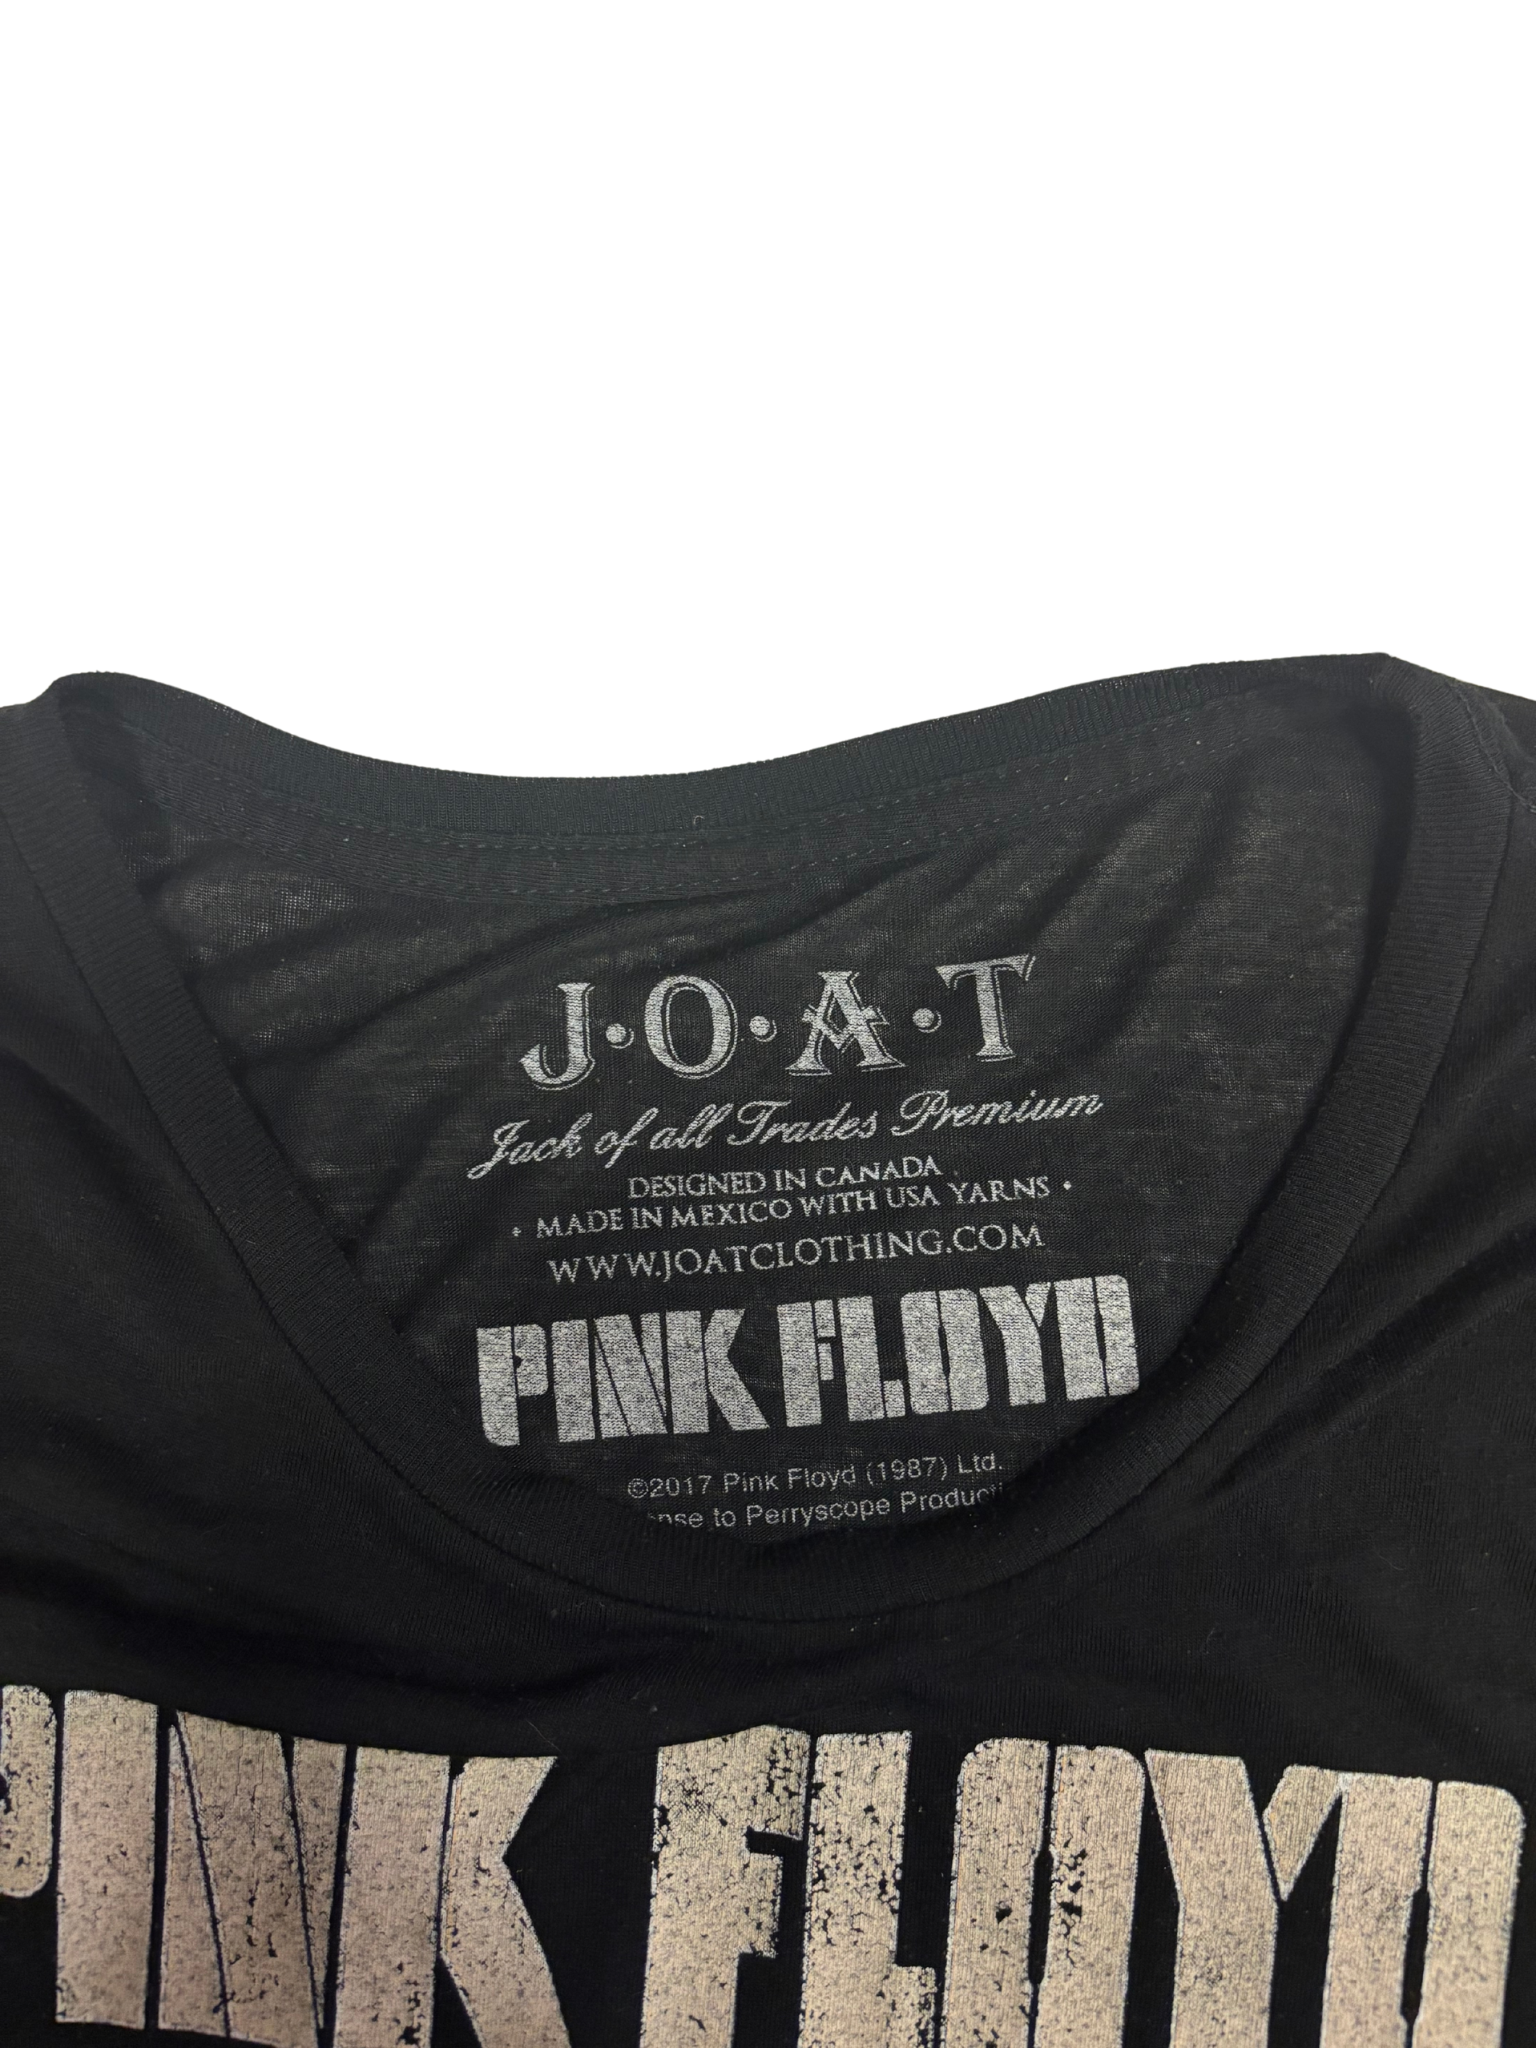 J·O·A·T
Jack of all Trades Premium
DESIGNED IN CANADA
• MADE IN MEXICO WITH USA YARNS •
WWW.JOATCLOTHING.COM
PINK FLOYD
©2017 Pink Floyd (1987) Ltd.
to Perryscope
PINK FLOYD